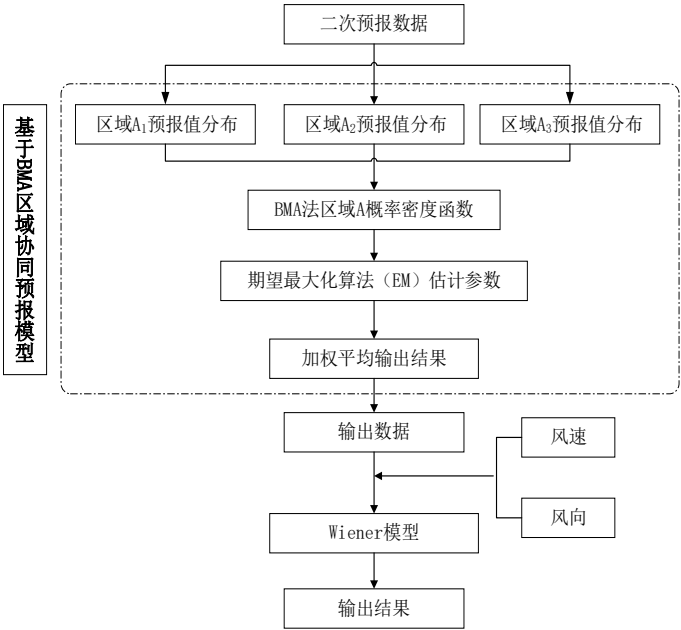 二次预报数据
区域A₁预报值分布
区域A₂预报值分布
区域A₃预报值分布
基于BMA区域协同预报模型
BMA法区域A概率密度函数
期望最大化算法（EM）估计参数
加权平均输出结果
输出数据
风速
风向
Wiener模型
输出结果